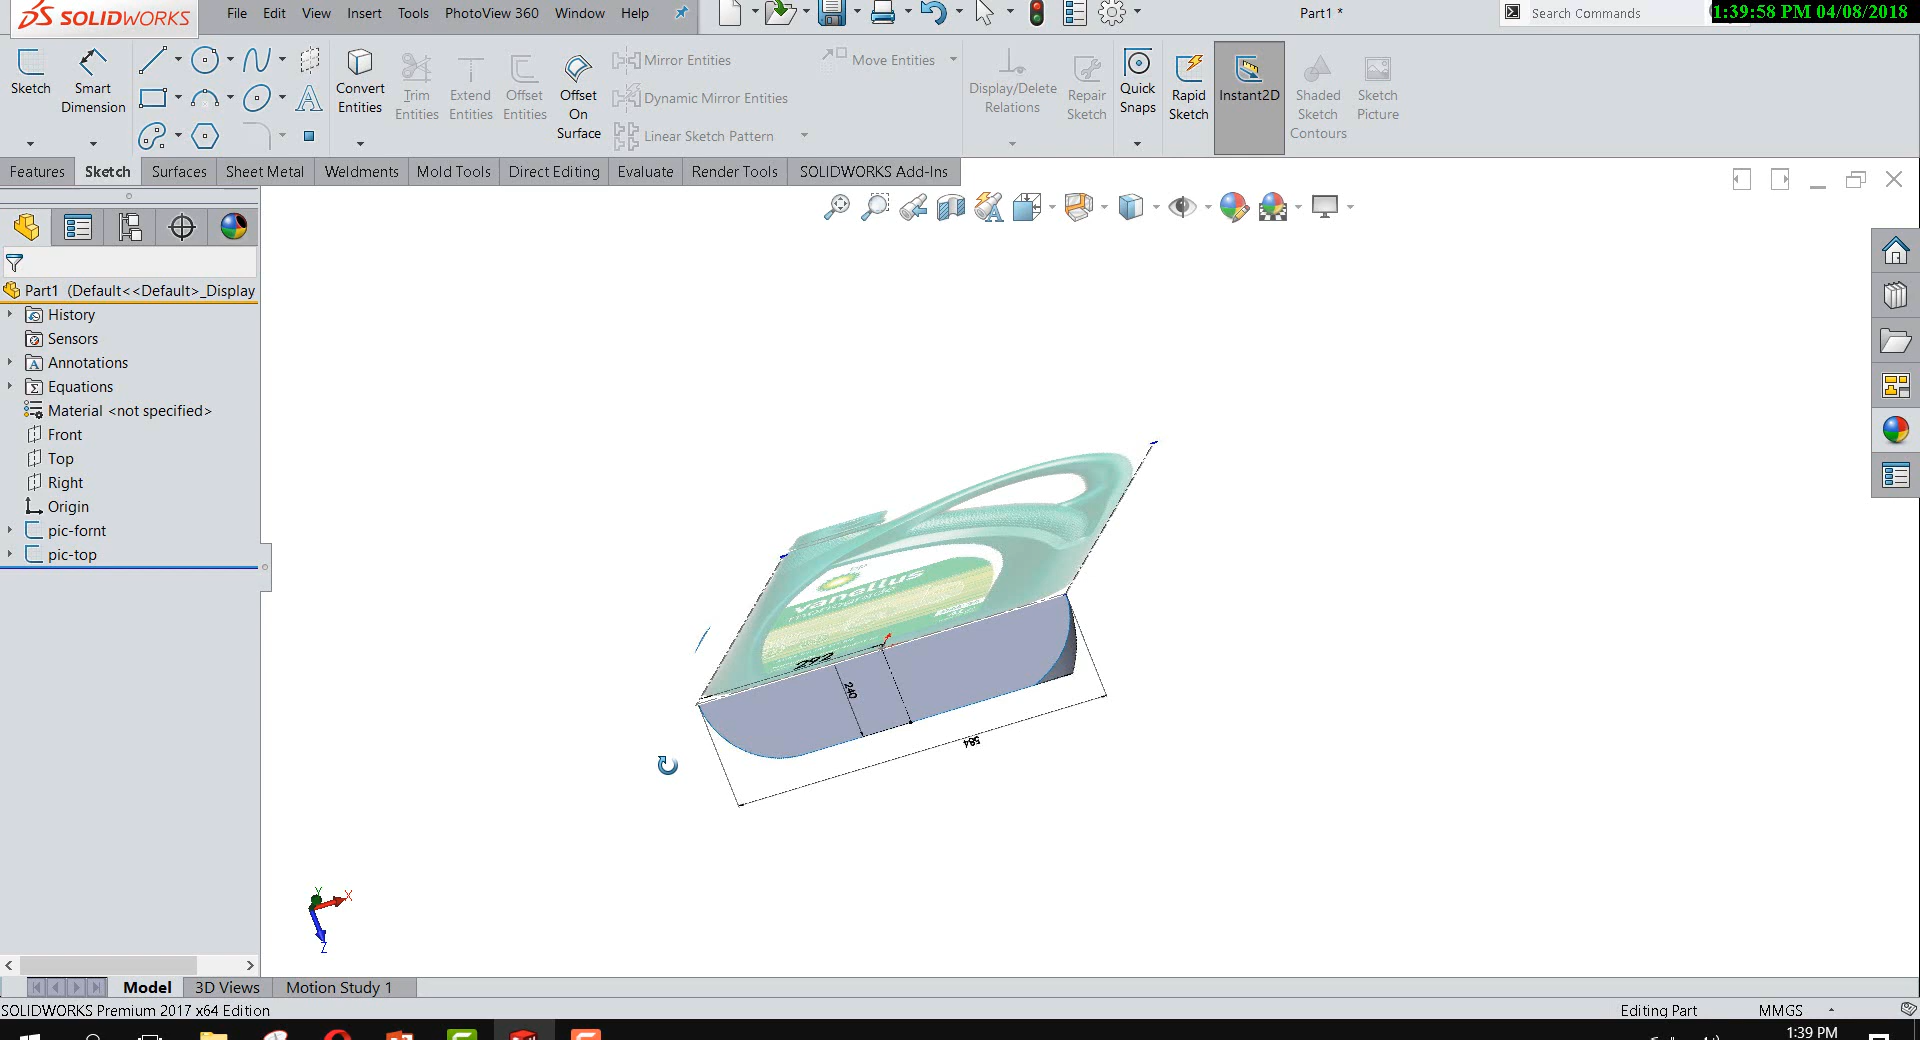 SOLIDWORKS
File Edit View Insert Tools PhotoView 360 Window Help
Part1 *
Search Commands
1:39:58 PM 04/08/2018
Sketch
Smart Dimension
Convert Entities
Trim Entities
Extend Entities
Offset Entities
Offset On Surface
Mirror Entities
Dynamic Mirror Entities
Linear Sketch Pattern
Move Entities
Display/Delete Relations
Repair Sketch
Quick Snaps
Rapid Sketch
Instant2D
Shaded Sketch Contours
Sketch Picture
Features Sketch Surfaces Sheet Metal Weldments Mold Tools Direct Editing Evaluate Render Tools SOLIDWORKS Add-Ins
Part1 (Default<<Default>_Display
History
Sensors
Annotations
Equations
Material <not specified>
Front
Top
Right
Origin
pic-fornt
pic-top
vanellus
monograde
292
240
584
Y
X
Z
Model 3D Views Motion Study 1
SOLIDWORKS Premium 2017 x64 Edition
Editing Part
MMGS
1:39 PM